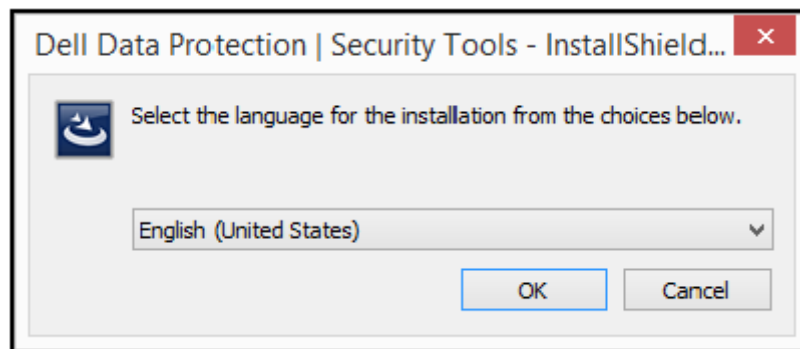 Dell Data Protection | Security Tools - InstallShield...
Select the language for the installation from the choices below.
English (United States)
OK
Cancel